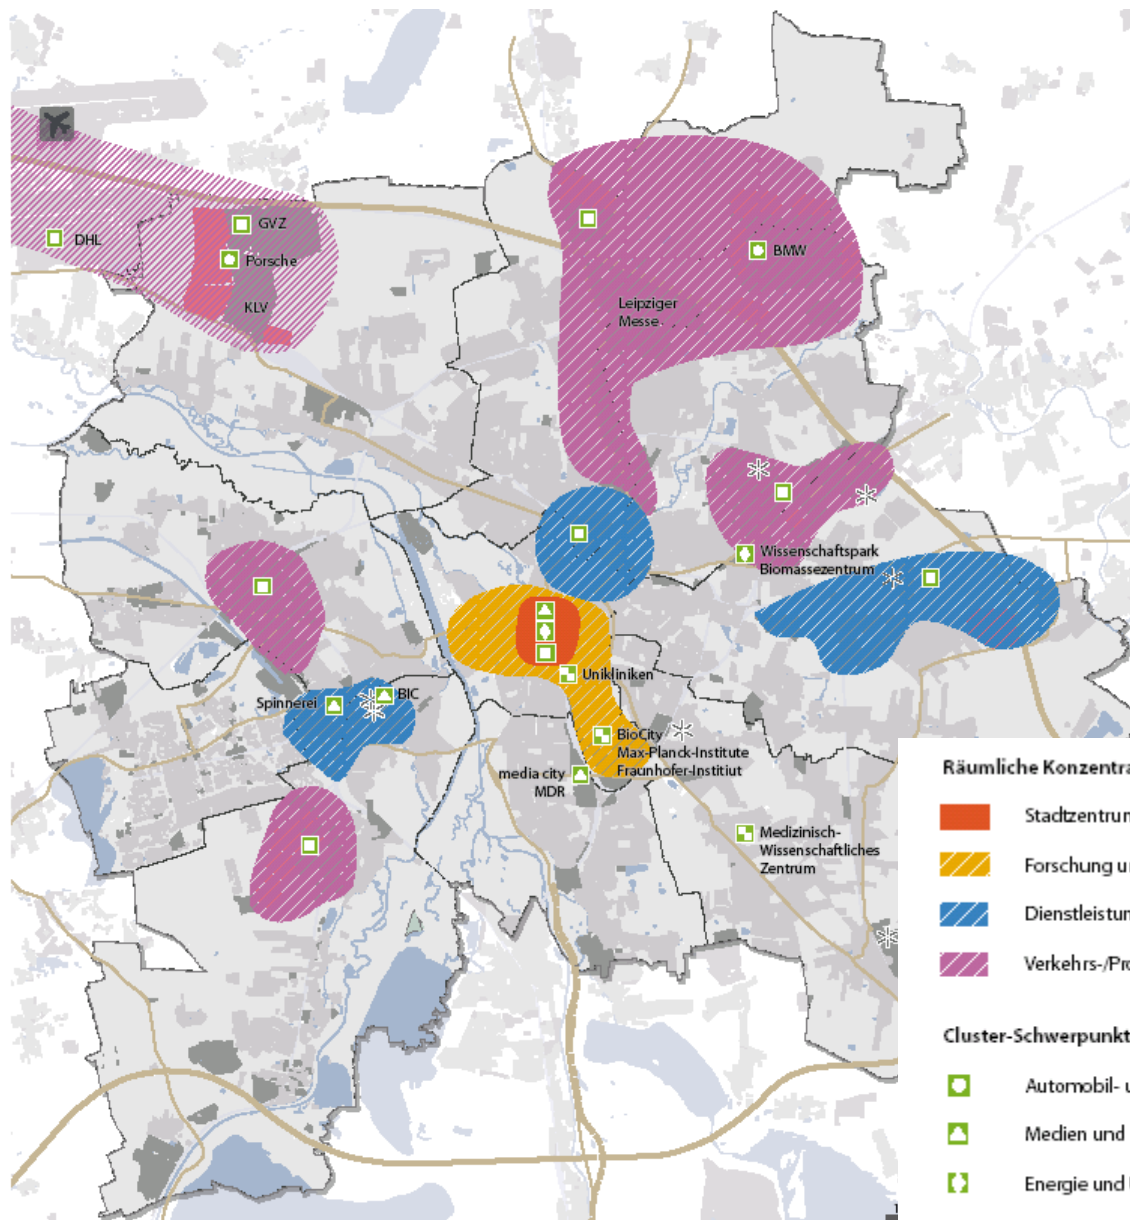 GVZ
DHL
Porsche
BMW
KLV
Leipziger
Messe
Wissenschaftspark
Biomassezentrum
Unikliniken
BIC
Spinnerei
BioCity
Max-Planck-Institute
Fraunhofer-Institiut
media city
MDR
Medizinisch-
Wissenschaftliches
Zentrum
Räumliche Konzentra
Stadtzentrun
Forschung u
Dienstleistun
Verkehrs-/Pro
Cluster-Schwerpunkt
Automobil- u
Medien und
Energie und